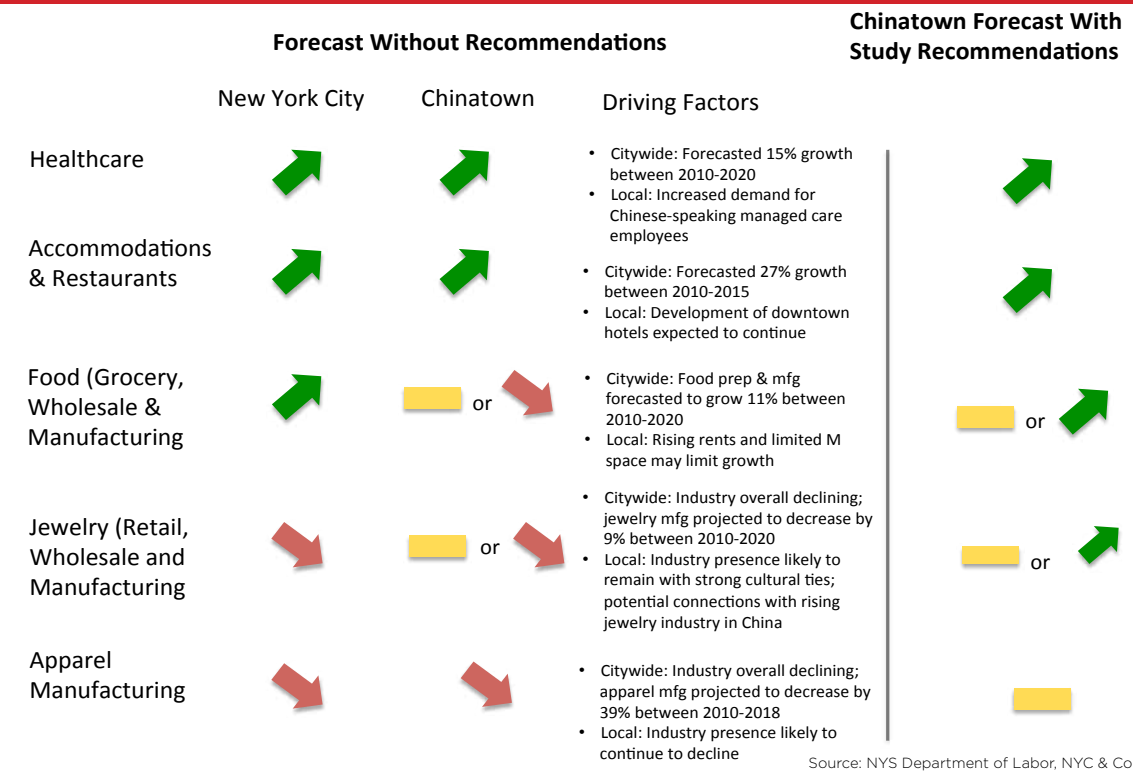 Forecast Without Recommendations
Chinatown Forecast With
Study Recommendations
New York City
Chinatown
Driving Factors
Healthcare
• Citywide: Forecasted 15% growth
between 2010-2020
• Local: Increased demand for
Chinese-speaking managed care
employees
Accommodations
& Restaurants
• Citywide: Forecasted 27% growth
between 2010-2015
• Local: Development of downtown
hotels expected to continue
Food (Grocery,
Wholesale &
Manufacturing
or
• Citywide: Food prep & mfg
forecasted to grow 11% between
2010-2020
• Local: Rising rents and limited M
space may limit growth
or
Jewelry (Retail,
Wholesale and
Manufacturing
or
• Citywide: Industry overall declining;
jewelry mfg projected to decrease by
9% between 2010-2020
• Local: Industry presence likely to
remain with strong cultural ties;
potential connections with rising
jewelry industry in China
or
Apparel
Manufacturing
• Citywide: Industry overall declining;
apparel mfg projected to decrease by
39% between 2010-2018
• Local: Industry presence likely to
continue to decline
Source: NYS Department of Labor, NYC & Co